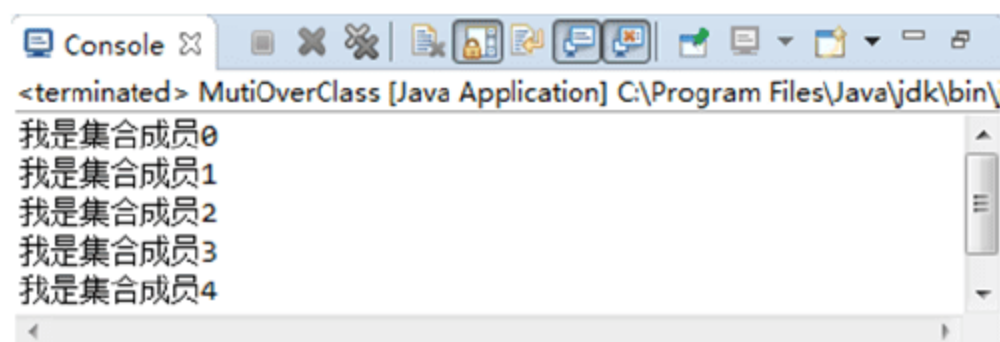 Console
<terminated> MutiOverClass [Java Application] C:\Program Files\Java\jdk\bin\
我是集合成员0
我是集合成员1
我是集合成员2
我是集合成员3
我是集合成员4